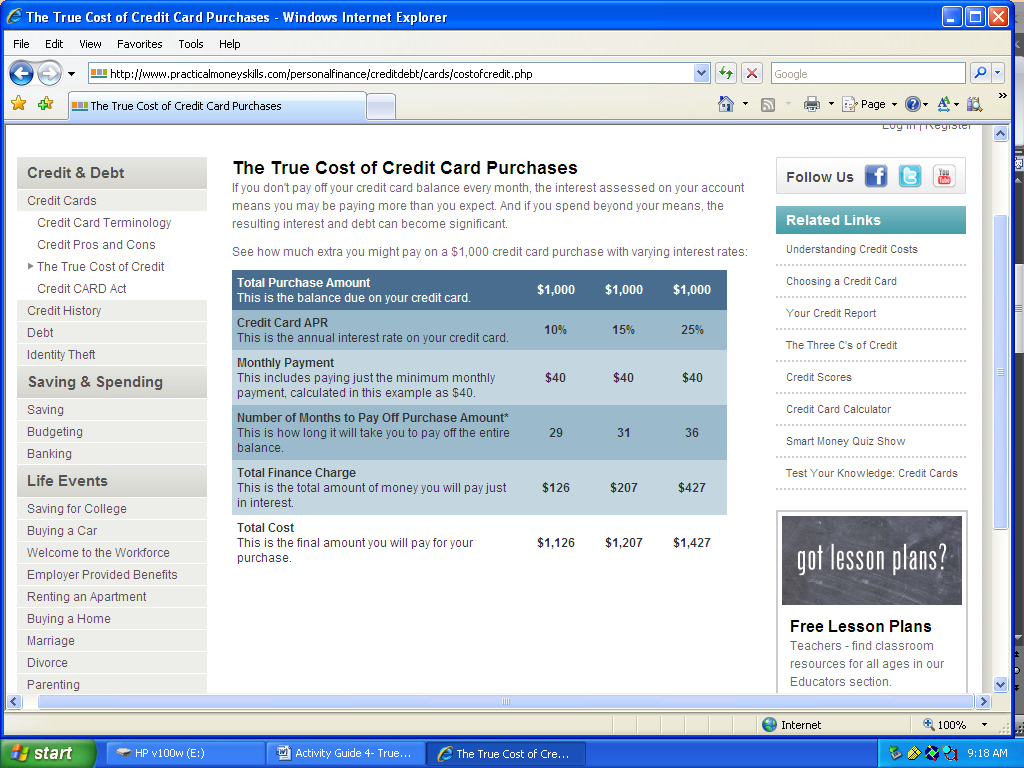 The True Cost of Credit Card Purchases - Windows Internet Explorer
File Edit View Favorites Tools Help
http://www.practicalmoneyskills.com/personalfinance/creditdebt/cards/costofcredit.php
Google
The True Cost of Credit Card Purchases
Page
Log in | Register
Credit & Debt
Credit Cards
Credit Card Terminology
Credit Pros and Cons
The True Cost of Credit
Credit CARD Act
Credit History
Debt
Identity Theft
Saving & Spending
Saving
Budgeting
Banking
Life Events
Saving for College
Buying a Car
Welcome to the Workforce
Employer Provided Benefits
Renting an Apartment
Buying a Home
Marriage
Divorce
Parenting
The True Cost of Credit Card Purchases
If you don't pay off your credit card balance every month, the interest assessed on your account
means you may be paying more than you expect. And if you spend beyond your means, the
resulting interest and debt can become significant.
See how much extra you might pay on a $1,000 credit card purchase with varying interest rates:
Total Purchase Amount
This is the balance due on your credit card. $1,000 $1,000 $1,000
Credit Card APR
This is the annual interest rate on your credit card. 10% 15% 25%
Monthly Payment
This includes paying just the minimum monthly $40 $40 $40
payment, calculated in this example as $40.
Number of Months to Pay Off Purchase Amount*
This is how long it will take you to pay off the entire 29 31 36
balance.
Total Finance Charge
This is the total amount of money you will pay just $126 $207 $427
in interest.
Total Cost
This is the final amount you will pay for your $1,126 $1,207 $1,427
purchase.
Follow Us
You Tube
Related Links
Understanding Credit Costs
Choosing a Credit Card
Your Credit Report
The Three C's of Credit
Credit Scores
Credit Card Calculator
Smart Money Quiz Show
Test Your Knowledge: Credit Cards
got lesson plans?
Free Lesson Plans
Teachers - find classroom
resources for all ages in our
Educators section.
Internet 100%
start HP v100w (E:) Activity Guide 4- True... The True Cost of Cre... 9:18 AM